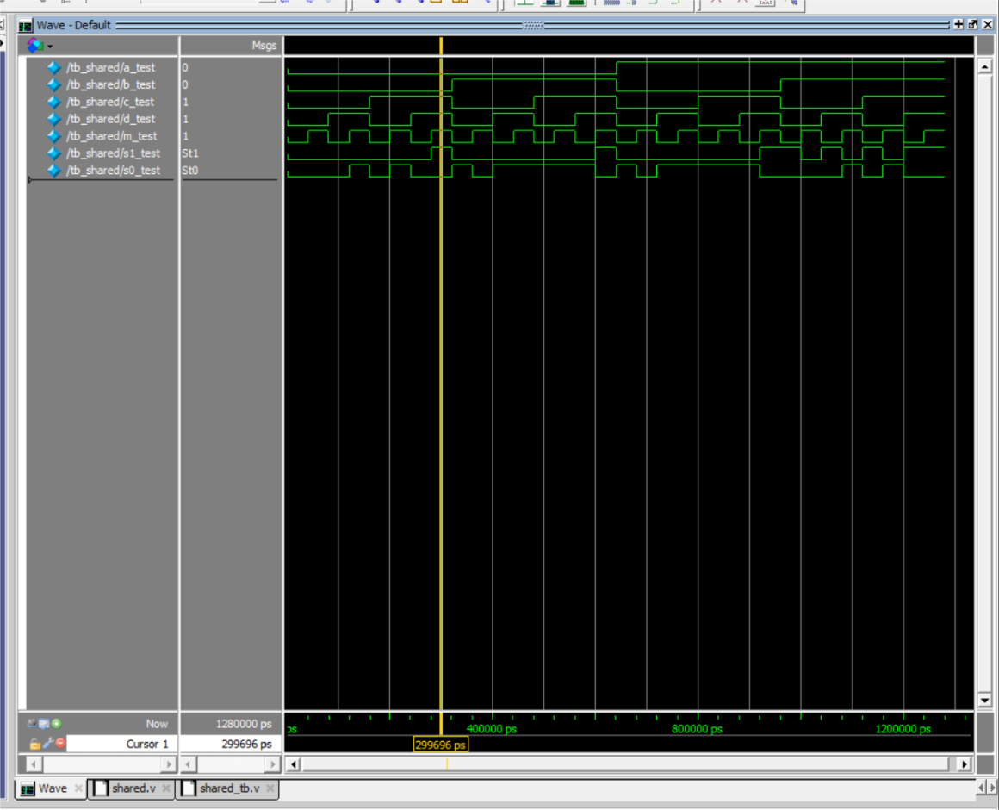 Wave - Default
Msgs
/tb_shared/a_test 0
/tb_shared/b_test 0
/tb_shared/c_test 1
/tb_shared/d_test 1
/tb_shared/m_test 1
/tb_shared/s1_test St1
/tb_shared/s0_test St0
Now 1280000 ps ps 400000 ps 800000 ps 1200000 ps
Cursor 1 299696 ps 299696 ps
Wave shared.v shared_tb.v